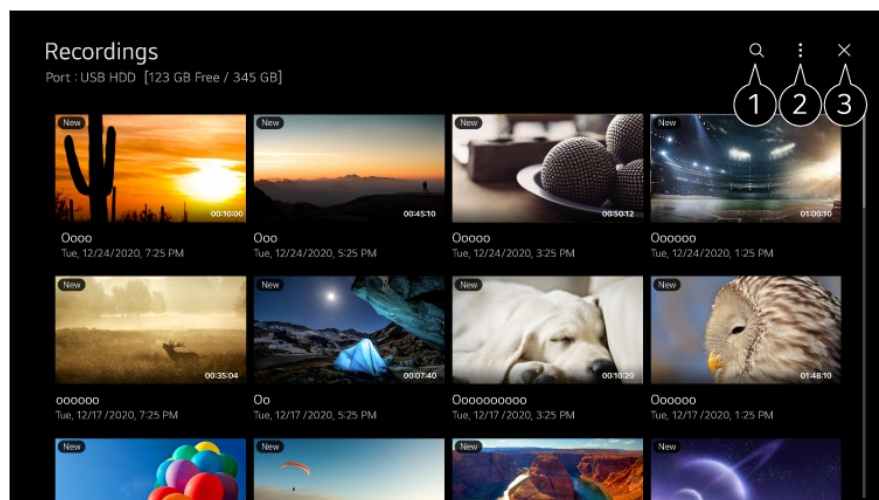 Recordings
Port : USB HDD [123 GB Free / 345 GB]
1 2 3
New New New New
00:10:00 00:45:10 00:50:12 01:00:10
Oooo Ooo Ooooo Oooooo
Tue, 12/24/2020, 7:25 PM Tue, 12/24/2020, 5:25 PM Tue, 12/24/2020, 3:25 PM Tue, 12/24/2020, 1:25 PM
New New New New
00:35:04 00:07:40 00:10:20 01:48:10
oooooo Oo Oooooooooo Oooooo
Tue, 12/17/2020, 7:25 PM Tue, 12/17/2020, 5:25 PM Tue, 12/17/2020, 3:25 PM Tue, 12/17/2020, 1:25 PM
New New New New